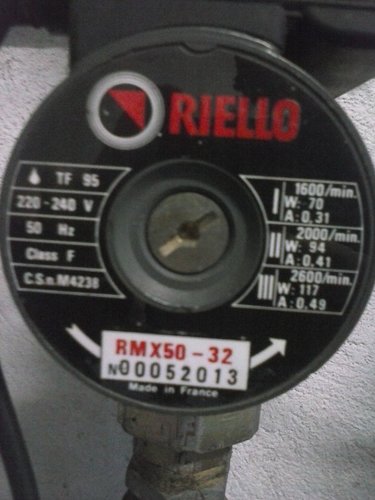 RIELLO
TF 95
220-240 V
50 Hz
Class F
C.S.n.M4238
I 1600/min.
W: 70
A: 0,31
II 2000/min.
W: 94
A: 0,41
III 2600/min.
W: 117
A: 0,49
RMX50-32
N00052013
Made in France